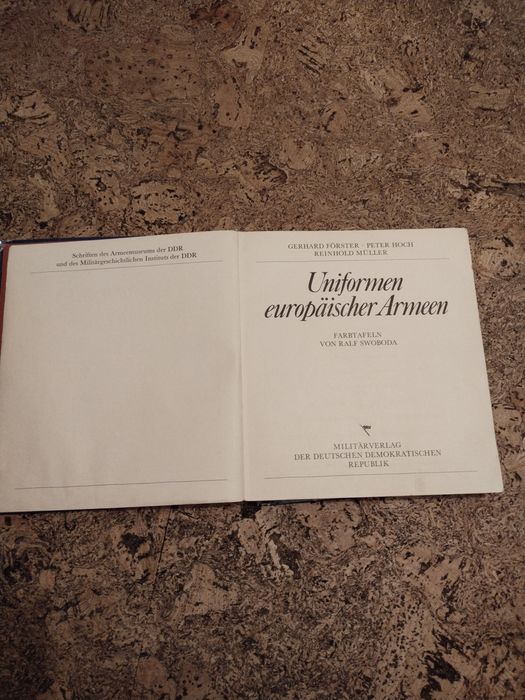 Schriften des Armeemuseums der DDR
und des Militärgeschichtlichen Instituts der DDR
GERHARD FÖRSTER · PETER HOCH
REINHOLD MÜLLER
Uniformen
europäischer Armeen
FARBTAFELN
VON RALF SWOBODA
MILITÄRVERLAG
DER DEUTSCHEN DEMOKRATISCHEN
REPUBLIK